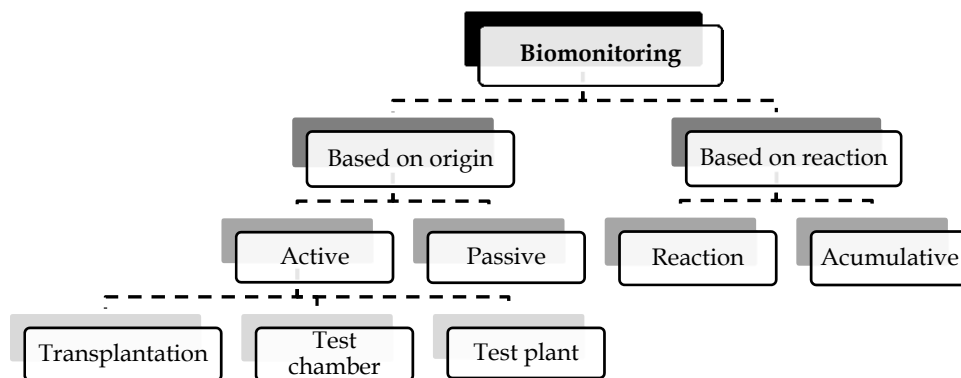 Biomonitoring
Based on origin
Based on reaction
Active
Passive
Reaction
Acumulative
Transplantation
Test
chamber
Test plant